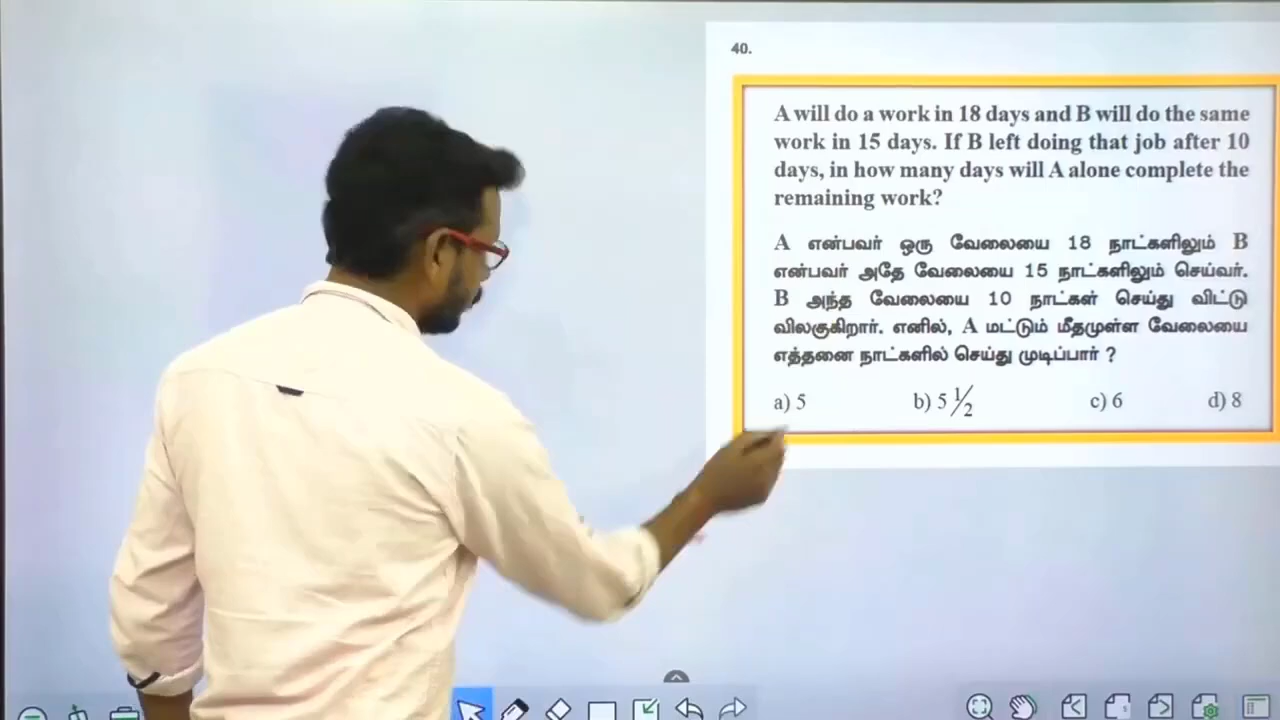 40.
A will do a work in 18 days and B will do the same
work in 15 days. If B left doing that job after 10
days, in how many days will A alone complete the
remaining work?
A என்பவர் ஒரு வேலையை 18 நாட்களிலும் B
என்பவர் அதே வேலையை 15 நாட்களிலும் செய்வர்.
B அந்த வேலையை 10 நாட்கள் செய்து விட்டு
விலகுகிறார். எனில், A மட்டும் மீதமுள்ள வேலையை
எத்தனை நாட்களில் செய்து முடிப்பார் ?
a) 5 b) 5 ½ c) 6 d) 8